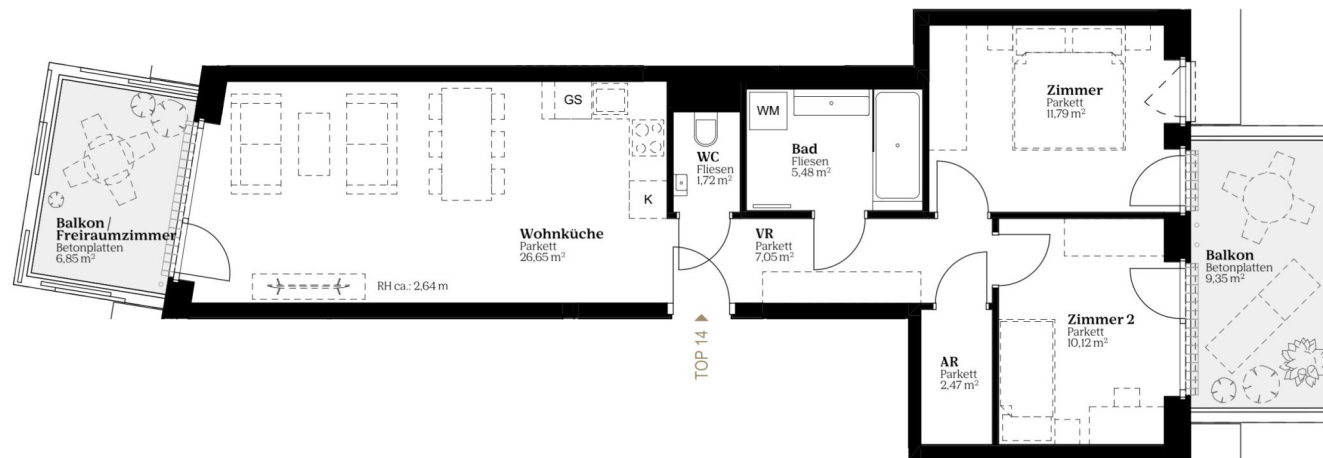 Balkon /
Freiraumzimmer
Betonplatten
6,85 m²
Wohnküche
Parkett
26,65 m²
RH ca.: 2,64 m
GS
K
WC
Fliesen
1,72 m²
WM
Bad
Fliesen
5,48 m²
VR
Parkett
7,05 m²
TOP 14
Zimmer
Parkett
11,79 m²
Zimmer 2
Parkett
10,12 m²
AR
Parkett
2,47 m²
Balkon
Betonplatten
9,35 m²